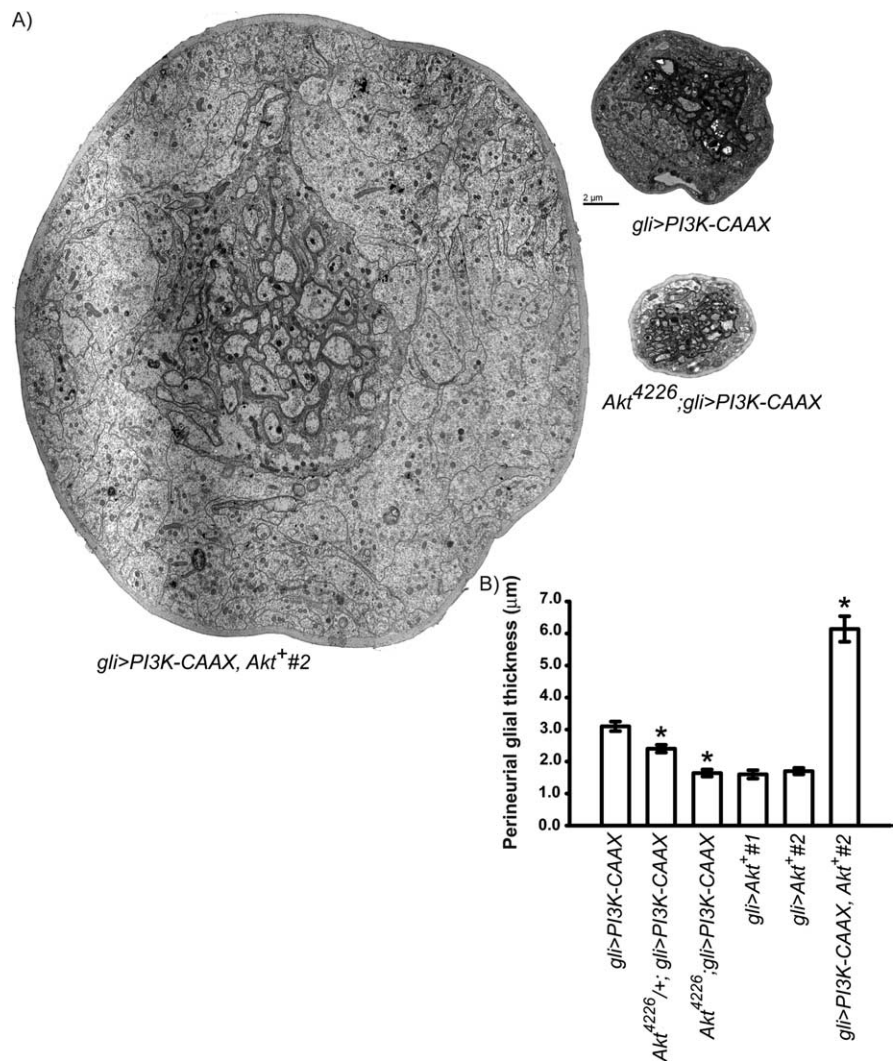 A)
2 µm
gli>PI3K-CAAX
Akt4226;gli>PI3K-CAAX
gli>PI3K-CAAX, Akt+#2
B)
Perineurial glial thickness (µm)
7.0
6.0
5.0
4.0
3.0
2.0
1.0
0.0
*
*
*
gli>PI3K-CAAX
Akt4226/+; gli>PI3K-CAAX
Akt4226;gli>PI3K-CAAX
gli>Akt+#1
gli>Akt+#2
gli>PI3K-CAAX, Akt+#2